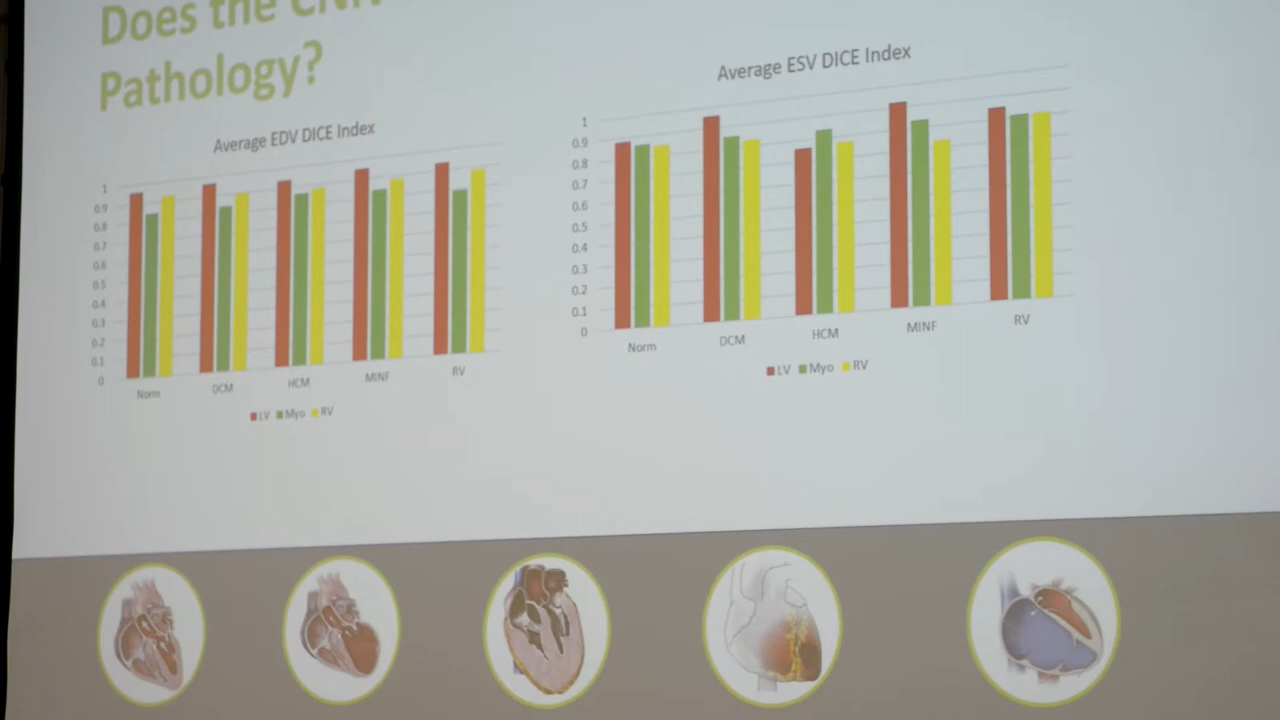 Does the CNN
Pathology?
Average EDV DICE Index
1
0.9
0.8
0.7
0.6
0.5
0.4
0.3
0.2
0.1
0
Norm DCM HCM MINF RV
LV Myo RV
Average ESV DICE Index
1
0.9
0.8
0.7
0.6
0.5
0.4
0.3
0.2
0.1
0
Norm DCM HCM MINF RV
LV Myo RV